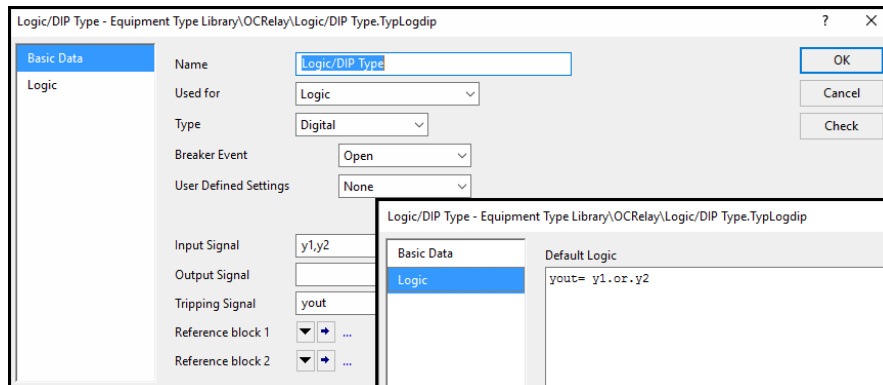 Logic/DIP Type - Equipment Type Library\OCRelay\Logic/DIP Type.TypLogdip ? ×
Basic Data
Logic
Name Logic/DIP Type
Used for Logic
Type Digital
Breaker Event Open
User Defined Settings None
OK
Cancel
Check
Input Signal y1,y2
Output Signal
Tripping Signal yout
Reference block 1 ...
Reference block 2 ...
Logic/DIP Type - Equipment Type Library\OCRelay\Logic/DIP Type.TypLogdip
Basic Data
Logic
Default Logic
yout= y1.or.y2